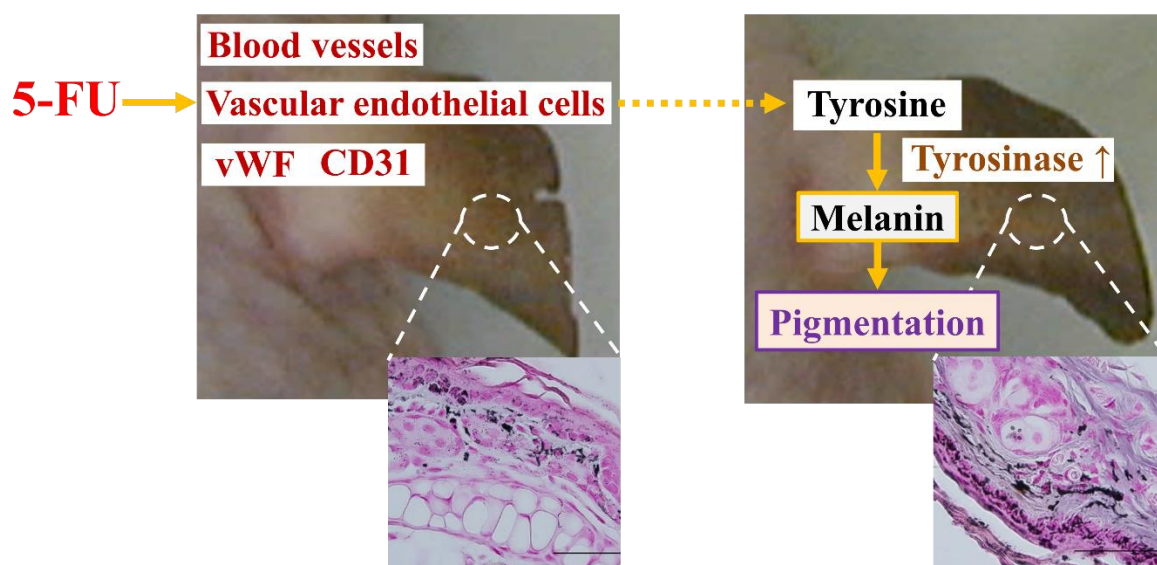 Blood vessels
5-FU
Vascular endothelial cells
vWF CD31
Tyrosine
Tyrosinase ↑
Melanin
Pigmentation